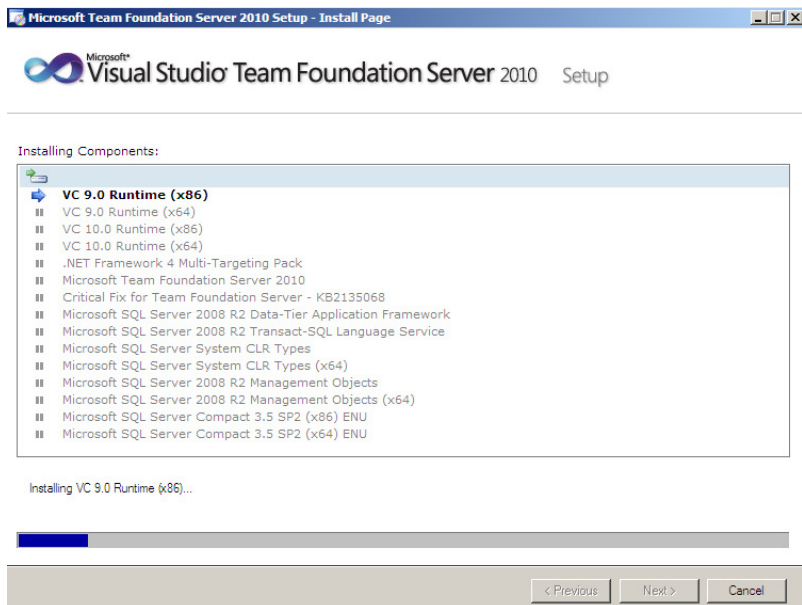 Microsoft Team Foundation Server 2010 Setup - Install Page
Microsoft®
Visual Studio Team Foundation Server 2010 Setup
Installing Components:
VC 9.0 Runtime (x86)
VC 9.0 Runtime (x64)
VC 10.0 Runtime (x86)
VC 10.0 Runtime (x64)
.NET Framework 4 Multi-Targeting Pack
Microsoft Team Foundation Server 2010
Critical Fix for Team Foundation Server - KB2135068
Microsoft SQL Server 2008 R2 Data-Tier Application Framework
Microsoft SQL Server 2008 R2 Transact-SQL Language Service
Microsoft SQL Server System CLR Types
Microsoft SQL Server System CLR Types (x64)
Microsoft SQL Server 2008 R2 Management Objects
Microsoft SQL Server 2008 R2 Management Objects (x64)
Microsoft SQL Server Compact 3.5 SP2 (x86) ENU
Microsoft SQL Server Compact 3.5 SP2 (x64) ENU
Installing VC 9.0 Runtime (x86)...
< Previous Next > Cancel